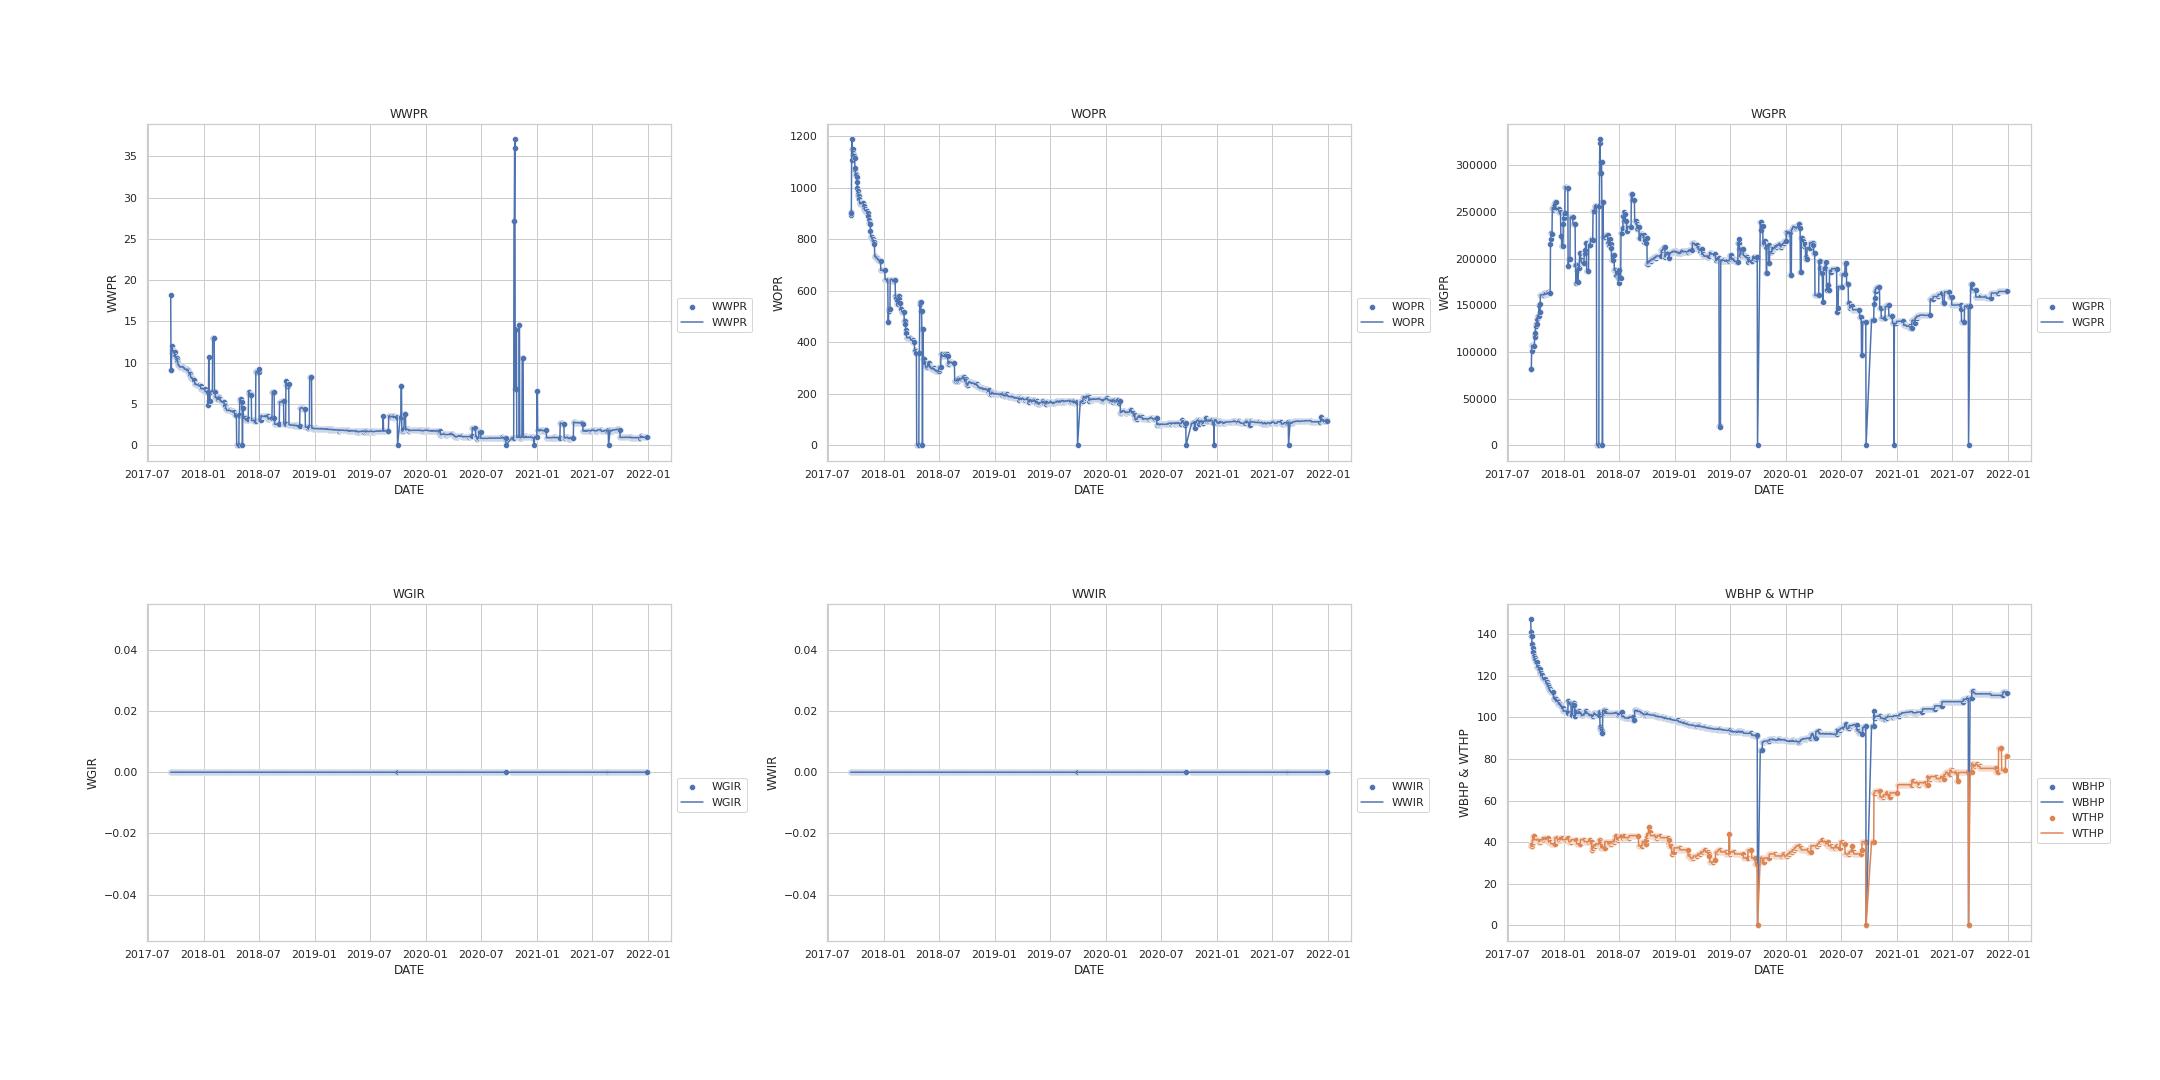 WWPR
WWPR
35
30
25
20
15
10
5
0
2017-07 2018-01 2018-07 2019-01 2019-07 2020-01 2020-07 2021-01 2021-07 2022-01
DATE
WWPR
WWPR
WOPR
WOPR
1200
1000
800
600
400
200
0
2017-07 2018-01 2018-07 2019-01 2019-07 2020-01 2020-07 2021-01 2021-07 2022-01
DATE
WOPR
WOPR
WGPR
WGPR
300000
250000
200000
150000
100000
50000
0
2017-07 2018-01 2018-07 2019-01 2019-07 2020-01 2020-07 2021-01 2021-07 2022-01
DATE
WGPR
WGPR
WGIR
WGIR
0.04
0.02
0.00
−0.02
−0.04
2017-07 2018-01 2018-07 2019-01 2019-07 2020-01 2020-07 2021-01 2021-07 2022-01
DATE
WGIR
WGIR
WWIR
WWIR
0.04
0.02
0.00
−0.02
−0.04
2017-07 2018-01 2018-07 2019-01 2019-07 2020-01 2020-07 2021-01 2021-07 2022-01
DATE
WWIR
WWIR
WBHP & WTHP
WBHP & WTHP
140
120
100
80
60
40
20
0
2017-07 2018-01 2018-07 2019-01 2019-07 2020-01 2020-07 2021-01 2021-07 2022-01
DATE
WBHP
WBHP
WTHP
WTHP